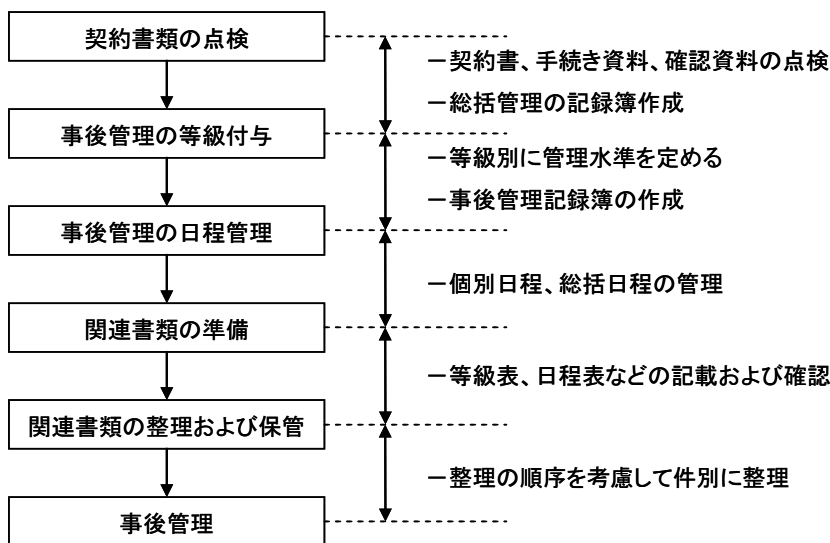 契約書類の点検
－契約書、手続き資料、確認資料の点検
－総括管理の記録簿作成
事後管理の等級付与
－等級別に管理水準を定める
－事後管理記録簿の作成
事後管理の日程管理
－個別日程、総括日程の管理
関連書類の準備
－等級表、日程表などの記載および確認
関連書類の整理および保管
－整理の順序を考慮して件別に整理
事後管理